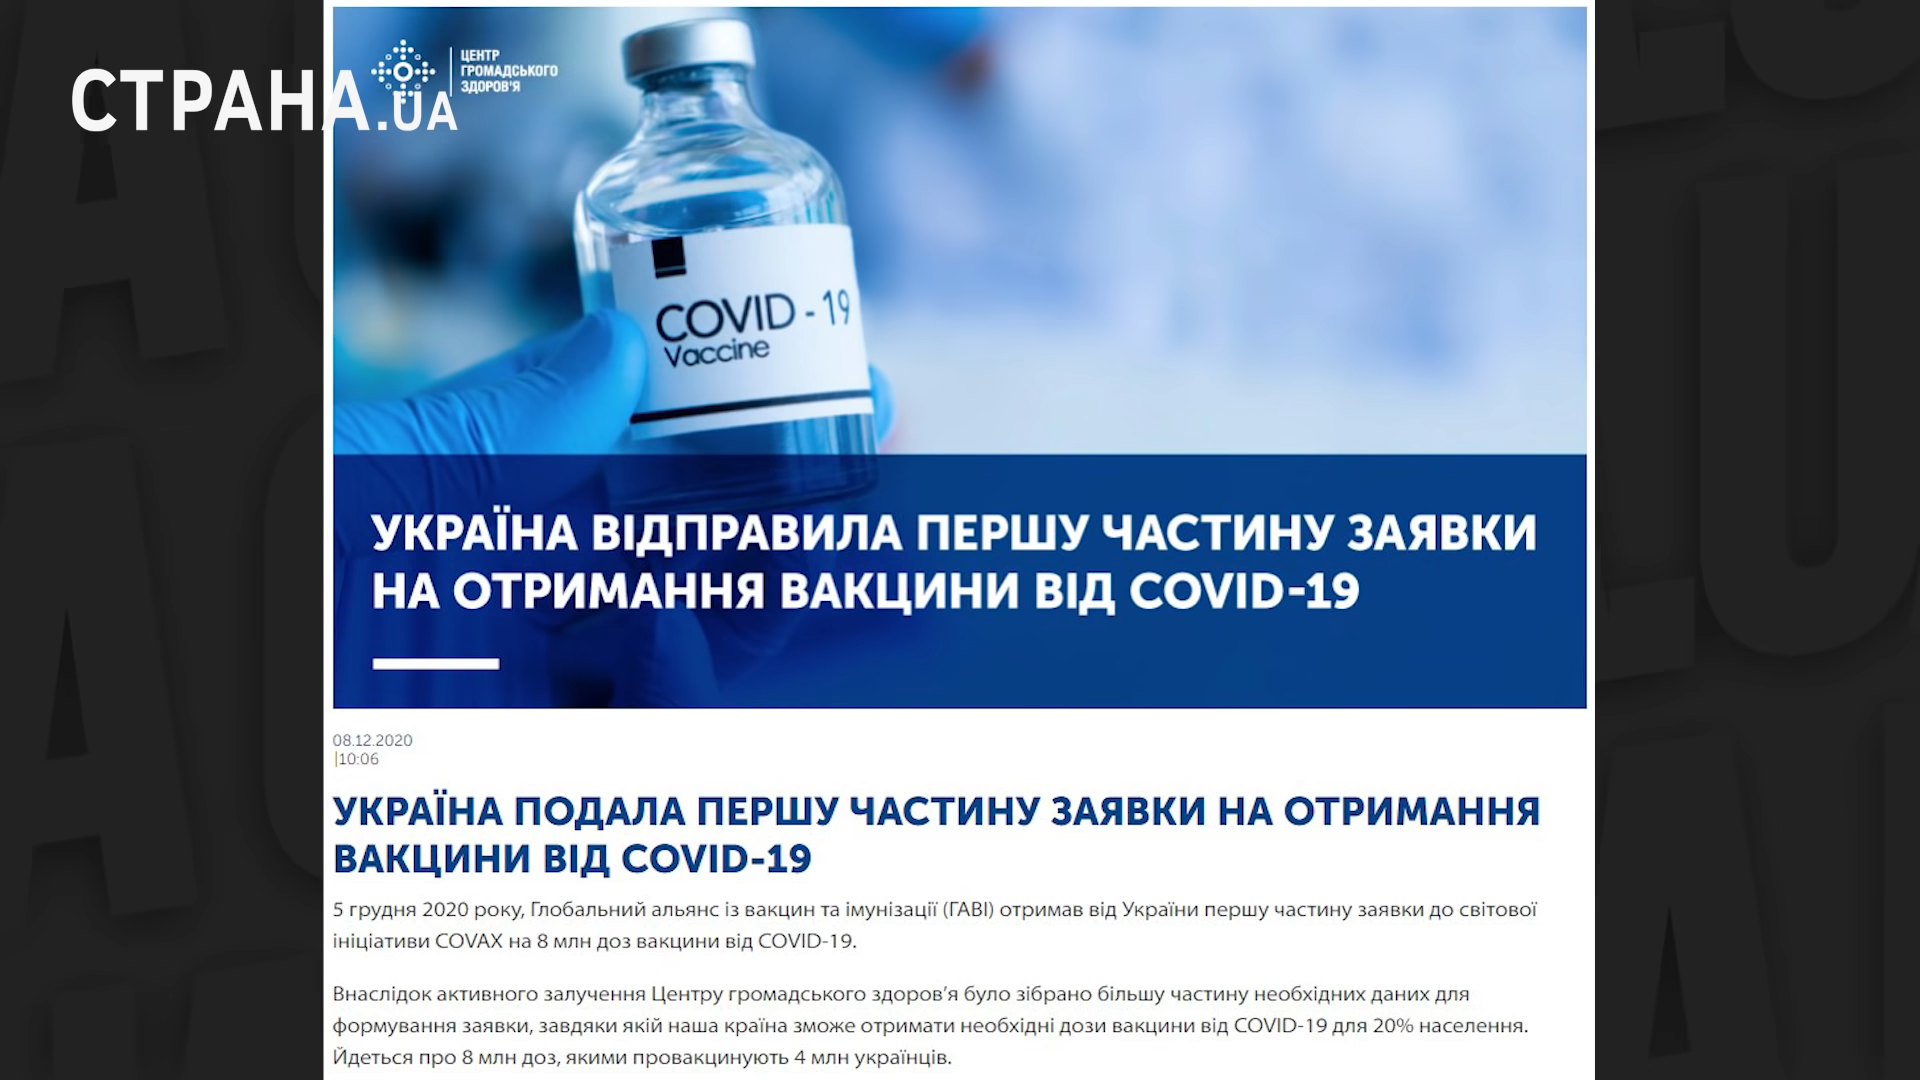 СТРАНА.UA
ЦЕНТР
ГРОМАДСЬКОГО
ЗДОРОВ'Я
COVID - 19
Vaccine
УКРАЇНА ВІДПРАВИЛА ПЕРШУ ЧАСТИНУ ЗАЯВКИ
НА ОТРИМАННЯ ВАКЦИНИ ВІД COVID-19
08.12.2020
|10:06
УКРАЇНА ПОДАЛА ПЕРШУ ЧАСТИНУ ЗАЯВКИ НА ОТРИМАННЯ
ВАКЦИНИ ВІД COVID-19
5 грудня 2020 року, Глобальний альянс із вакцин та імунізації (ГАВІ) отримав від України першу частину заявки до світової
ініціативи COVAX на 8 млн доз вакцини від COVID-19.
Внаслідок активного залучення Центру громадського здоров’я було зібрано більшу частину необхідних даних для
формування заявки, завдяки якій наша країна зможе отримати необхідні дози вакцини від COVID-19 для 20% населення.
Йдеться про 8 млн доз, якими провакцинують 4 млн українців.